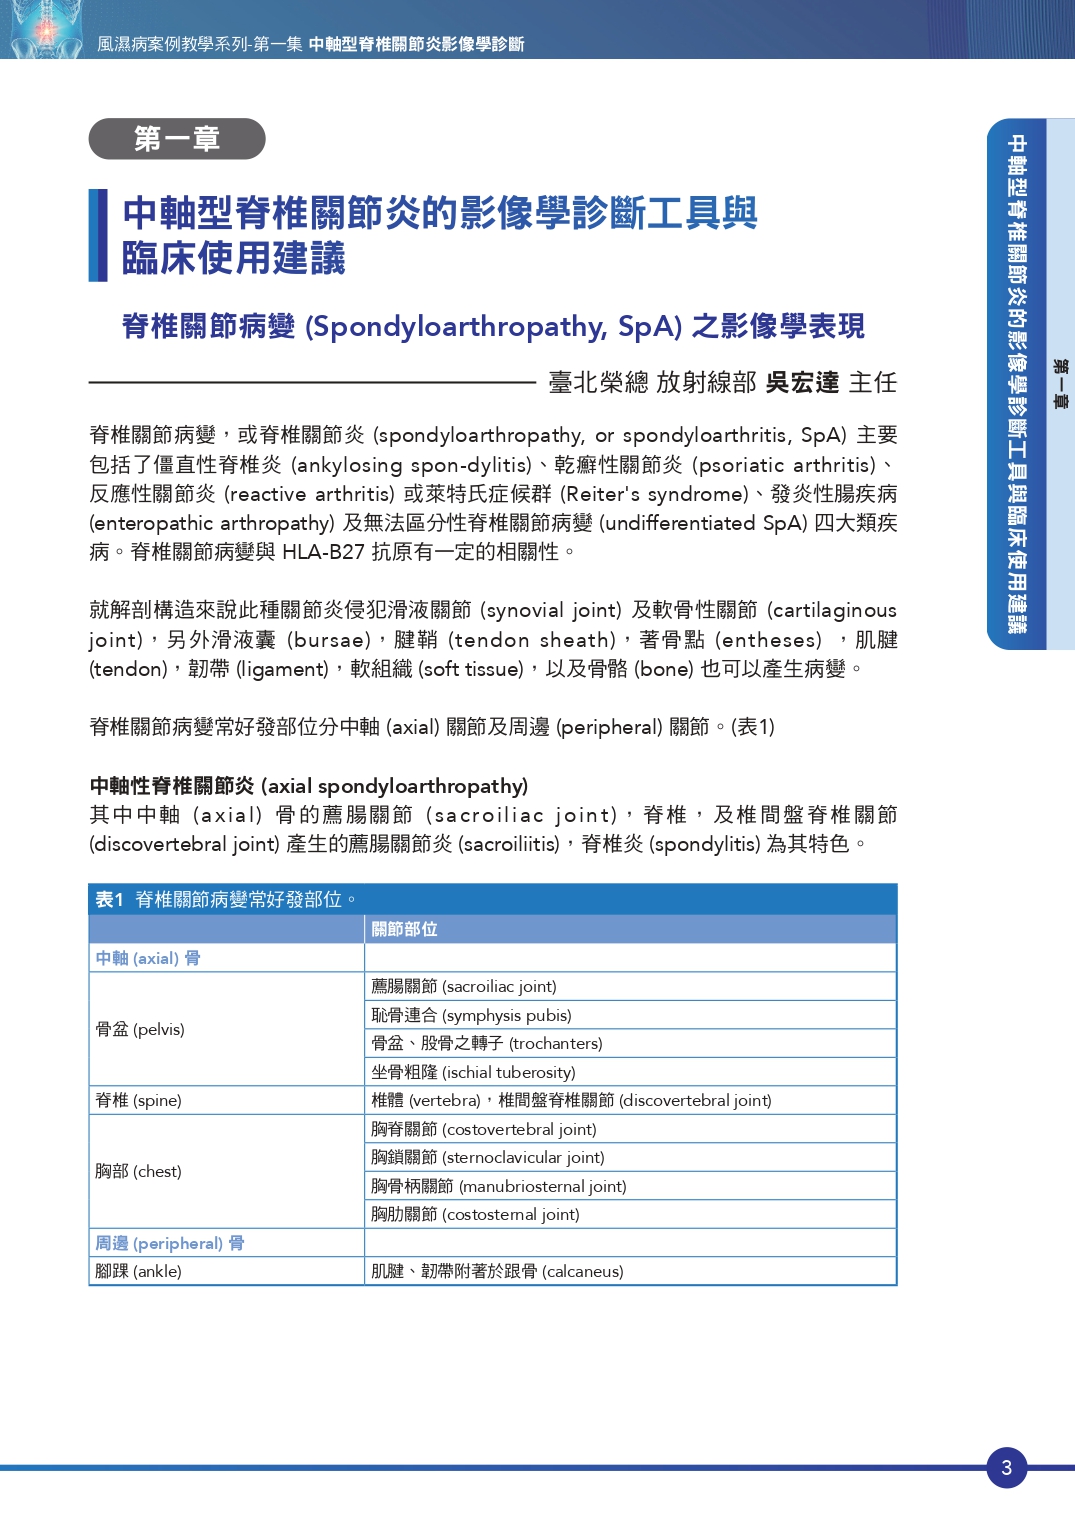 風濕病案例教學系列-第一集 中軸型脊椎關節炎影像學診斷
第一章
中軸型脊椎關節炎的影像學診斷工具與
臨床使用建議
脊椎關節病變 (Spondyloarthropathy, SpA) 之影像學表現
臺北榮總 放射線部 吳宏達 主任
脊椎關節病變，或脊椎關節炎 (spondyloarthropathy, or spondyloarthritis, SpA) 主要
包括了僵直性脊椎炎 (ankylosing spon-dylitis)、乾癬性關節炎 (psoriatic arthritis)、
反應性關節炎 (reactive arthritis) 或萊特氏症候群 (Reiter's syndrome)、發炎性腸疾病
(enteropathic arthropathy) 及無法區分性脊椎關節病變 (undifferentiated SpA) 四大類疾
病。脊椎關節病變與 HLA-B27 抗原有一定的相關性。
就解剖構造來說此種關節炎侵犯滑液關節 (synovial joint) 及軟骨性關節 (cartilaginous
joint)，另外滑液囊 (bursae)，腱鞘 (tendon sheath)，著骨點 (entheses) ，肌腱
(tendon)，韌帶 (ligament)，軟組織 (soft tissue)，以及骨骼 (bone) 也可以產生病變。
脊椎關節病變常好發部位分中軸 (axial) 關節及周邊 (peripheral) 關節。(表1)
中軸性脊椎關節炎 (axial spondyloarthropathy)
其中中軸 (axial) 骨的薦腸關節 (sacroiliac joint)，脊椎，及椎間盤脊椎關節
(discovertebral joint) 產生的薦腸關節炎 (sacroiliitis)，脊椎炎 (spondylitis) 為其特色。
表1 脊椎關節病變常好發部位。
關節部位
中軸 (axial) 骨
骨盆 (pelvis)
薦腸關節 (sacroiliac joint)
恥骨連合 (symphysis pubis)
骨盆、股骨之轉子 (trochanters)
坐骨粗隆 (ischial tuberosity)
脊椎 (spine)
椎體 (vertebra)，椎間盤脊椎關節 (discovertebral joint)
胸部 (chest)
胸脊關節 (costovertebral joint)
胸鎖關節 (sternoclavicular joint)
胸骨柄關節 (manubriosternal joint)
胸肋關節 (costosternal joint)
周邊 (peripheral) 骨
腳踝 (ankle)
肌腱、韌帶附著於跟骨 (calcaneus)
中軸型脊椎關節炎的影像學診斷工具與臨床使用建議
第一章
3